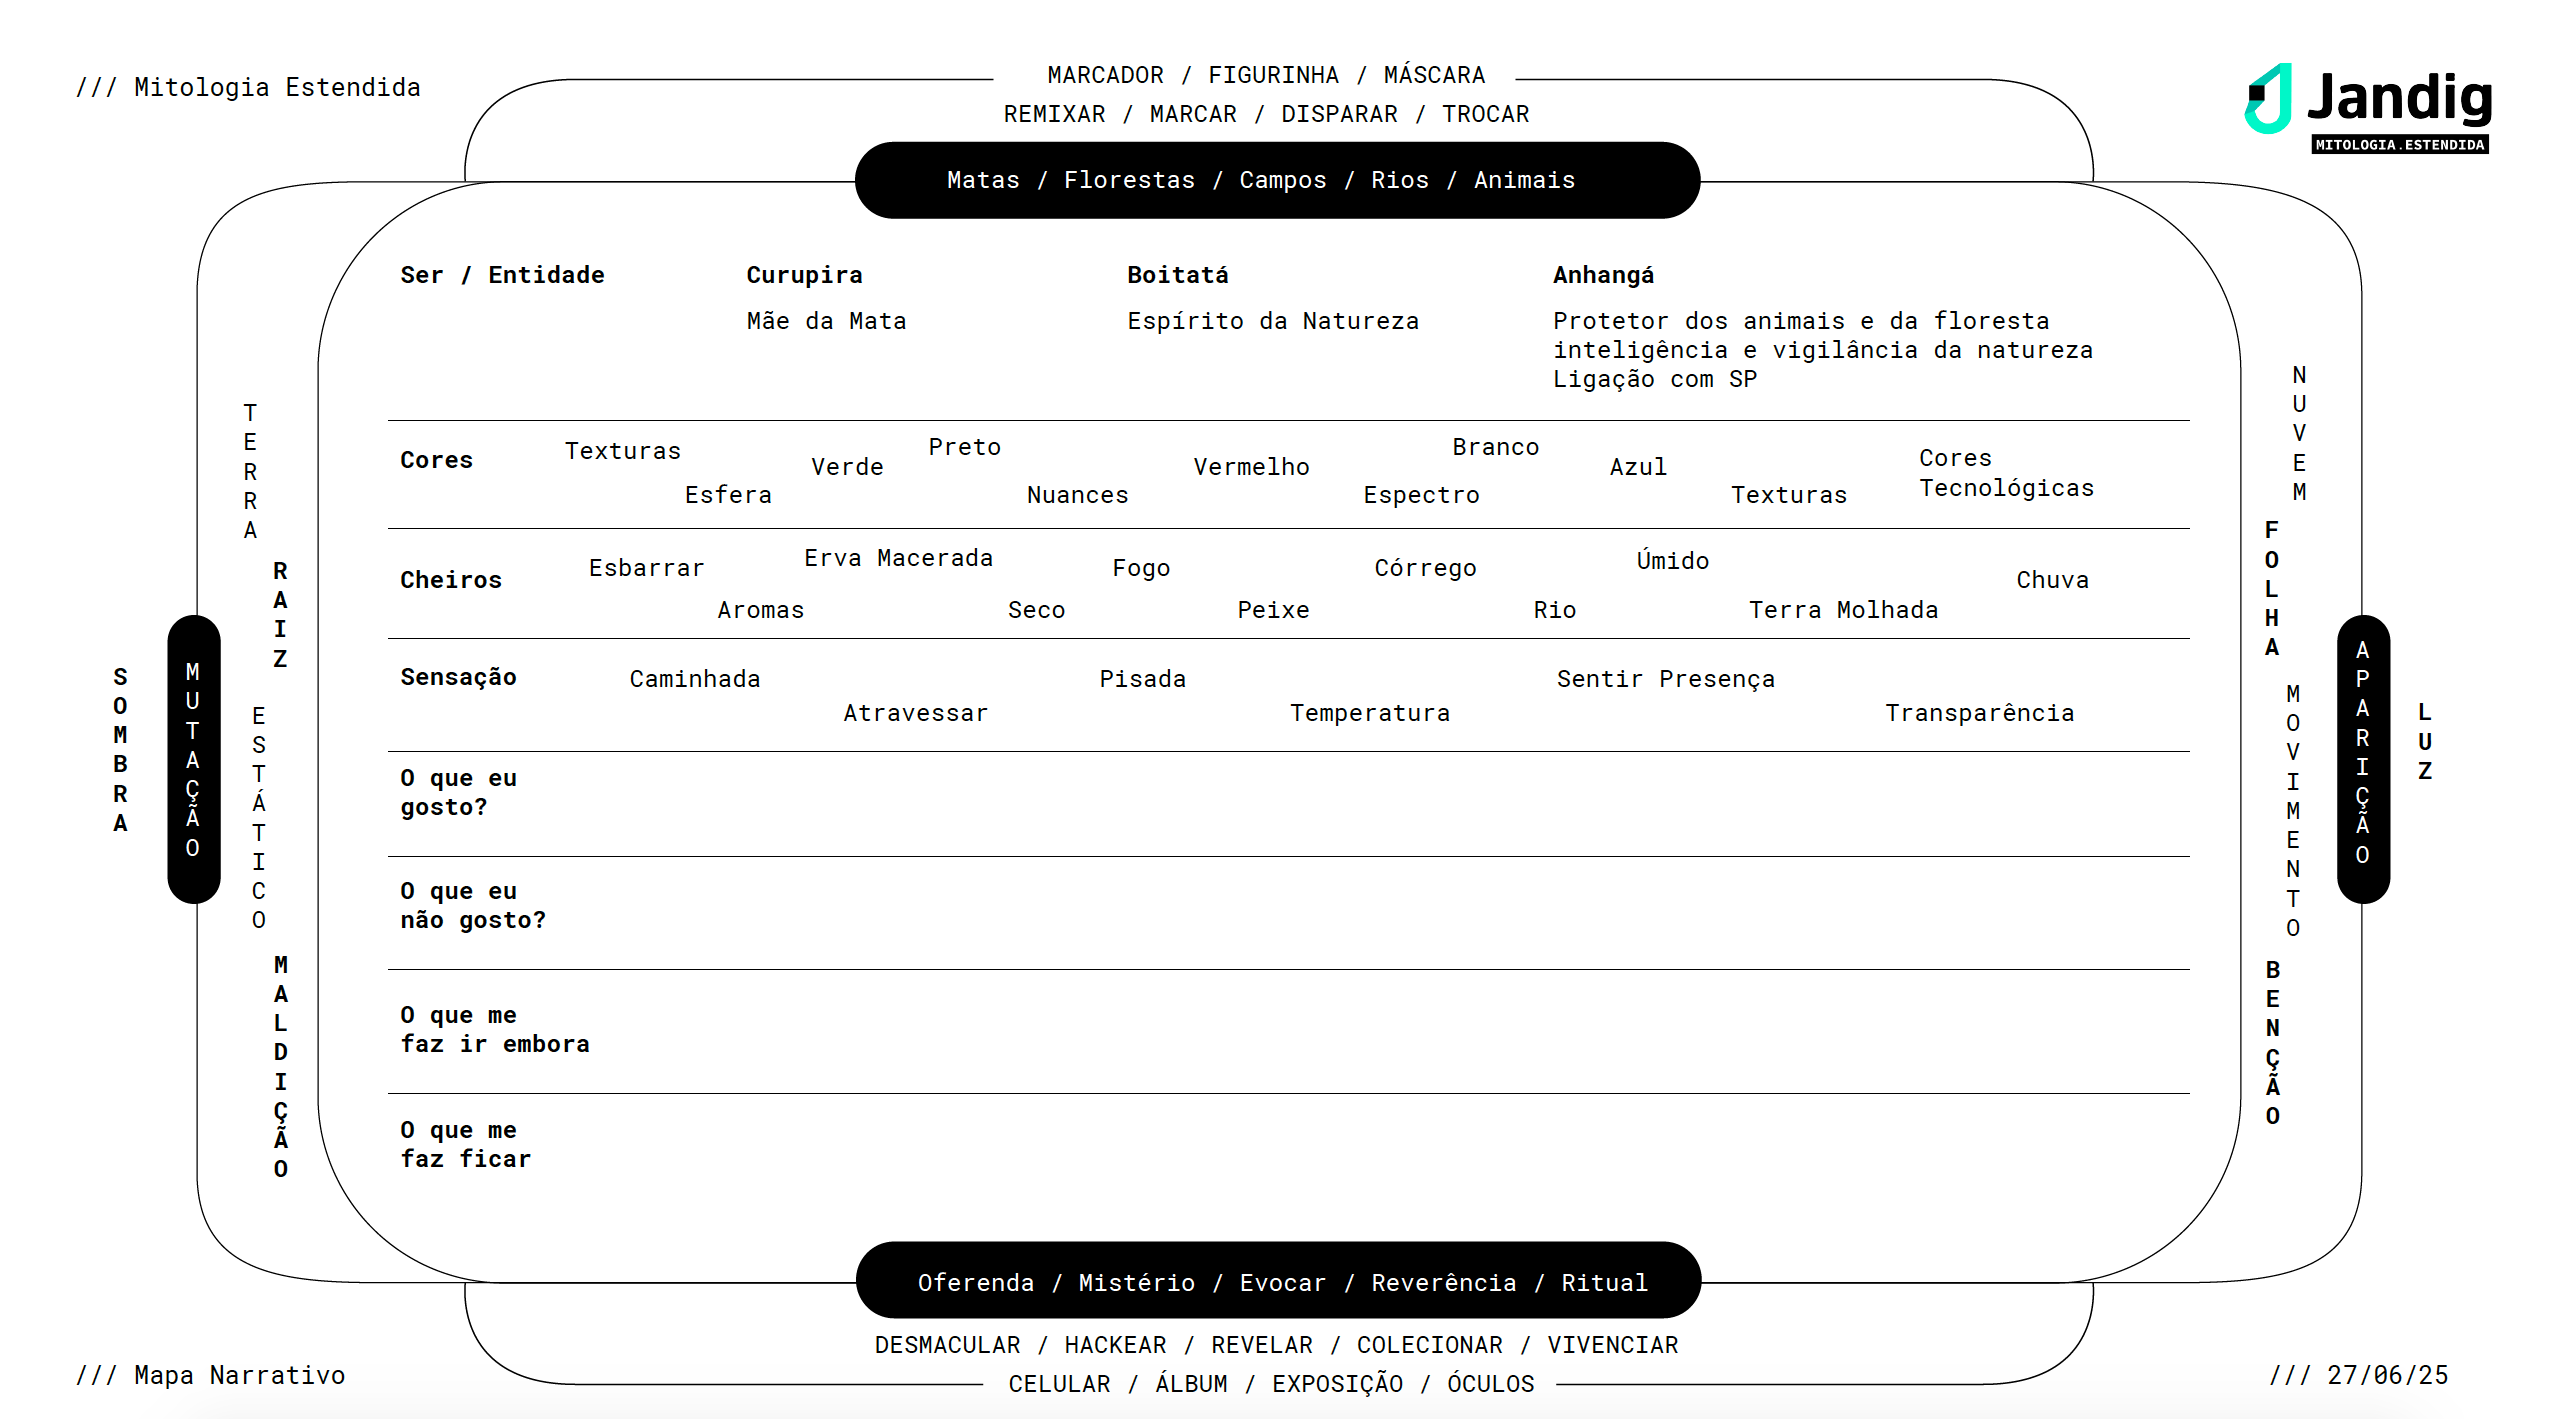 /// Mitologia Estendida
MARCADOR / FIGURINHA / MÁSCARA
REMIXAR / MARCAR / DISPARAR / TROCAR
Jandig
MITOLOGIA.ESTENDIDA
Matas / Florestas / Campos / Rios / Animais
Ser / Entidade
Curupira
Mãe da Mata
Boitatá
Espírito da Natureza
Anhangá
Protetor dos animais e da floresta
inteligência e vigilância da natureza
Ligação com SP
Cores
Texturas
Esfera
Verde
Preto
Nuances
Vermelho
Espectro
Branco
Azul
Texturas
Cores
Tecnológicas
Cheiros
Esbarrar
Aromas
Erva Macerada
Seco
Fogo
Peixe
Córrego
Rio
Úmido
Terra Molhada
Chuva
Sensação
Caminhada
Atravessar
Pisada
Temperatura
Sentir Presença
Transparência
O que eu
gosto?
O que eu
não gosto?
O que me
faz ir embora
O que me
faz ficar
SOMBRA
MUTAÇÃO
TERRA
RAIZ
ESTÁTICO
MALDIÇÃO
NUVEM
FOLHA
MOVIMENTO
BENÇÃO
APARIÇÃO
LUZ
Oferenda / Mistério / Evocar / Reverência / Ritual
DESMACULAR / HACKEAR / REVELAR / COLECIONAR / VIVENCIAR
CELULAR / ÁLBUM / EXPOSIÇÃO / ÓCULOS
/// Mapa Narrativo
/// 27/06/25